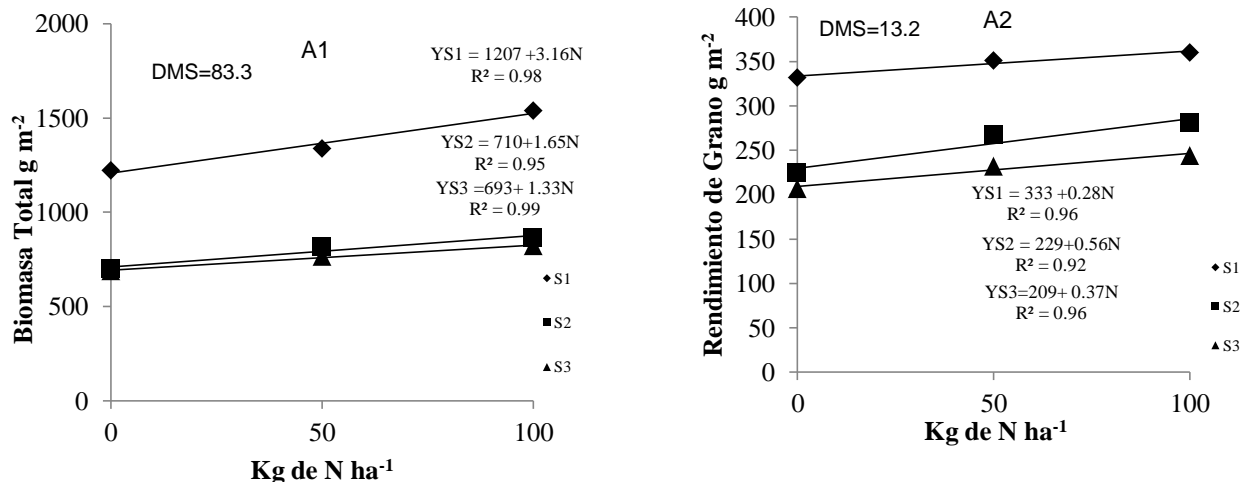 A1
DMS=83.3
YS1 = 1207 +3.16N
R² = 0.98
YS2 = 710+1.65N
R² = 0.95
YS3 =693+ 1.33N
R² = 0.99
Biomasa Total g m⁻²
2000
1500
1000
500
0
0 50 100
Kg de N ha⁻¹
S1
S2
S3
A2
DMS=13.2
YS1 = 333 +0.28N
R² = 0.96
YS2 = 229+0.56N
R² = 0.92
YS3=209+ 0.37N
R² = 0.96
Rendimiento de Grano g m⁻²
400
350
300
250
200
150
100
50
0
0 50 100
Kg de N ha⁻¹
S1
S2
S3